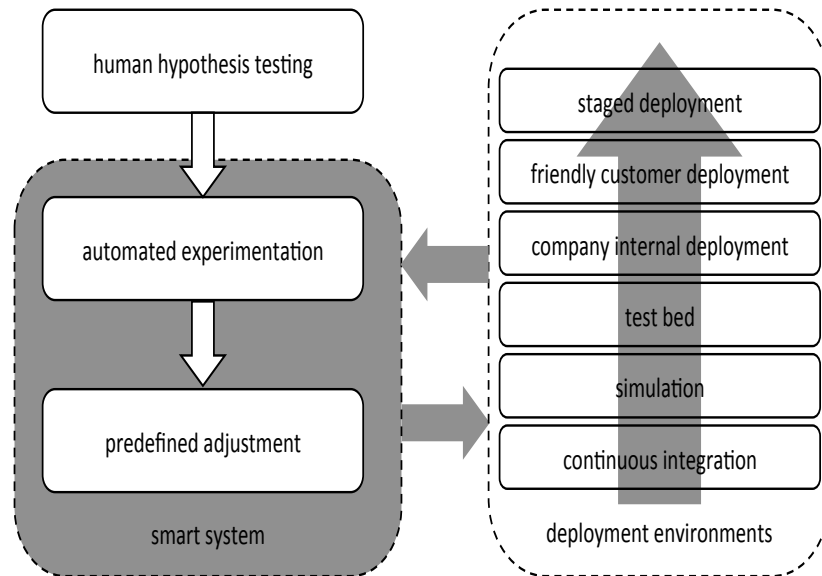 human hypothesis testing
automated experimentation
predefined adjustment
smart system
staged deployment
friendly customer deployment
company internal deployment
test bed
simulation
continuous integration
deployment environments